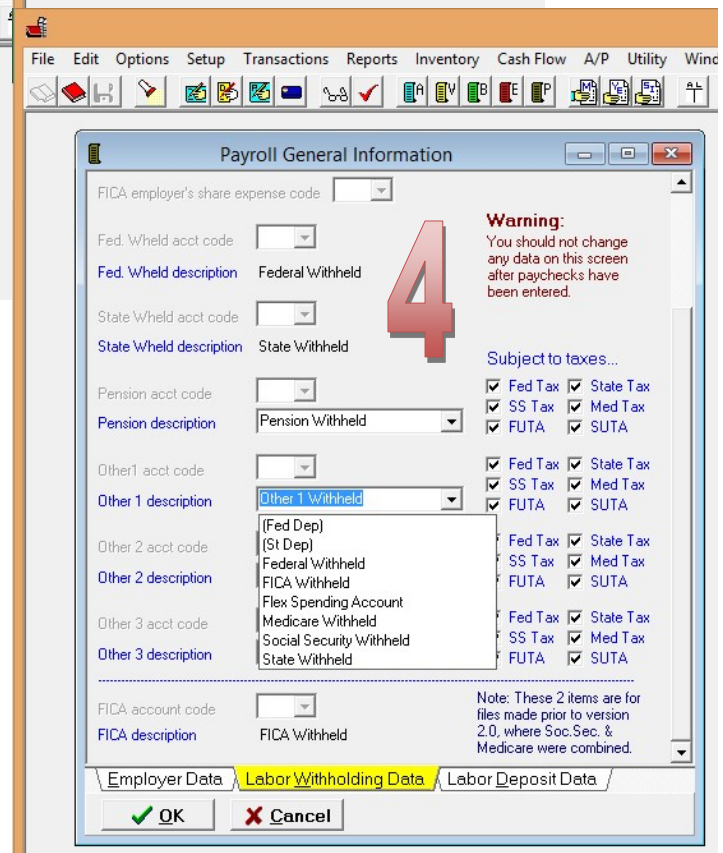 File Edit Options Setup Transactions Reports Inventory Cash Flow A/P Utility Wind
A V B E P M Y
Payroll General Information
FICA employer's share expense code
Warning:
You should not change
any data on this screen
after paychecks have
been entered.
Fed. Wheld acct code
Fed. Wheld description Federal Withheld
4
State Wheld acct code
State Wheld description State Withheld
Subject to taxes...
Pension acct code
Fed Tax State Tax
SS Tax Med Tax
Pension description Pension Withheld
FUTA SUTA
Other1 acct code
Fed Tax State Tax
SS Tax Med Tax
Other 1 description Other 1 Withheld
FUTA SUTA
(Fed Dep)
(St Dep)
Federal Withheld
FICA Withheld
Flex Spending Account
Medicare Withheld
Social Security Withheld
State Withheld
Other 2 acct code
Fed Tax State Tax
SS Tax Med Tax
Other 2 description
FUTA SUTA
Other 3 acct code
Fed Tax State Tax
SS Tax Med Tax
Other 3 description
FUTA SUTA
FICA account code
FICA description FICA Withheld
Note: These 2 items are for
files made prior to version
2.0, where Soc.Sec. &
Medicare were combined.
Employer Data Labor Withholding Data Labor Deposit Data
OK Cancel